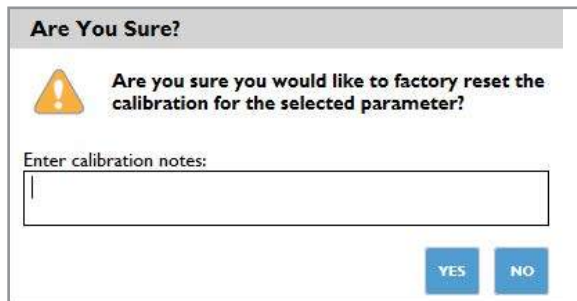 Are You Sure?
Are you sure you would like to factory reset the
calibration for the selected parameter?
Enter calibration notes:
YES NO